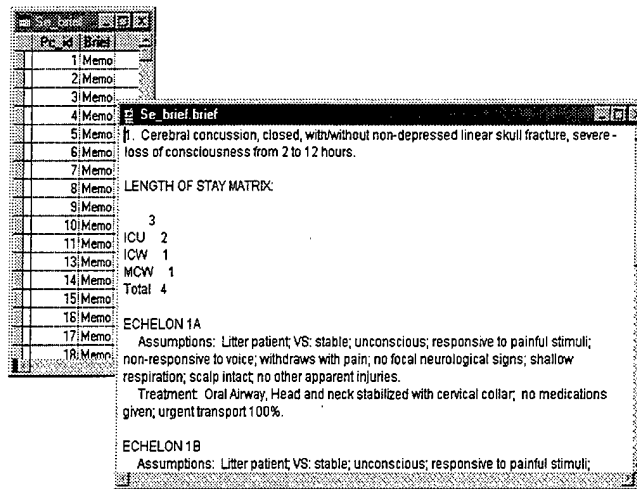 Se_brief
Pc_id Brief
1 Memo
2 Memo
3 Memo
4 Memo
5 Memo
6 Memo
7 Memo
8 Memo
9 Memo
10 Memo
11 Memo
13 Memo
14 Memo
15 Memo
16 Memo
17 Memo
18 Memo
Se_brief.brief
1. Cerebral concussion, closed, with/without non-depressed linear skull fracture, severe -
loss of consciousness from 2 to 12 hours.
LENGTH OF STAY MATRIX:
3
ICU 2
ICW 1
MCW 1
Total 4
ECHELON 1A
Assumptions: Litter patient; VS: stable; unconscious; responsive to painful stimuli;
non-responsive to voice; withdraws with pain; no focal neurological signs; shallow
respiration; scalp intact; no other apparent injuries.
Treatment: Oral Airway, Head and neck stabilized with cervical collar; no medications
given; urgent transport 100%.
ECHELON 1B
Assumptions: Litter patient; VS: stable; unconscious; responsive to painful stimuli;